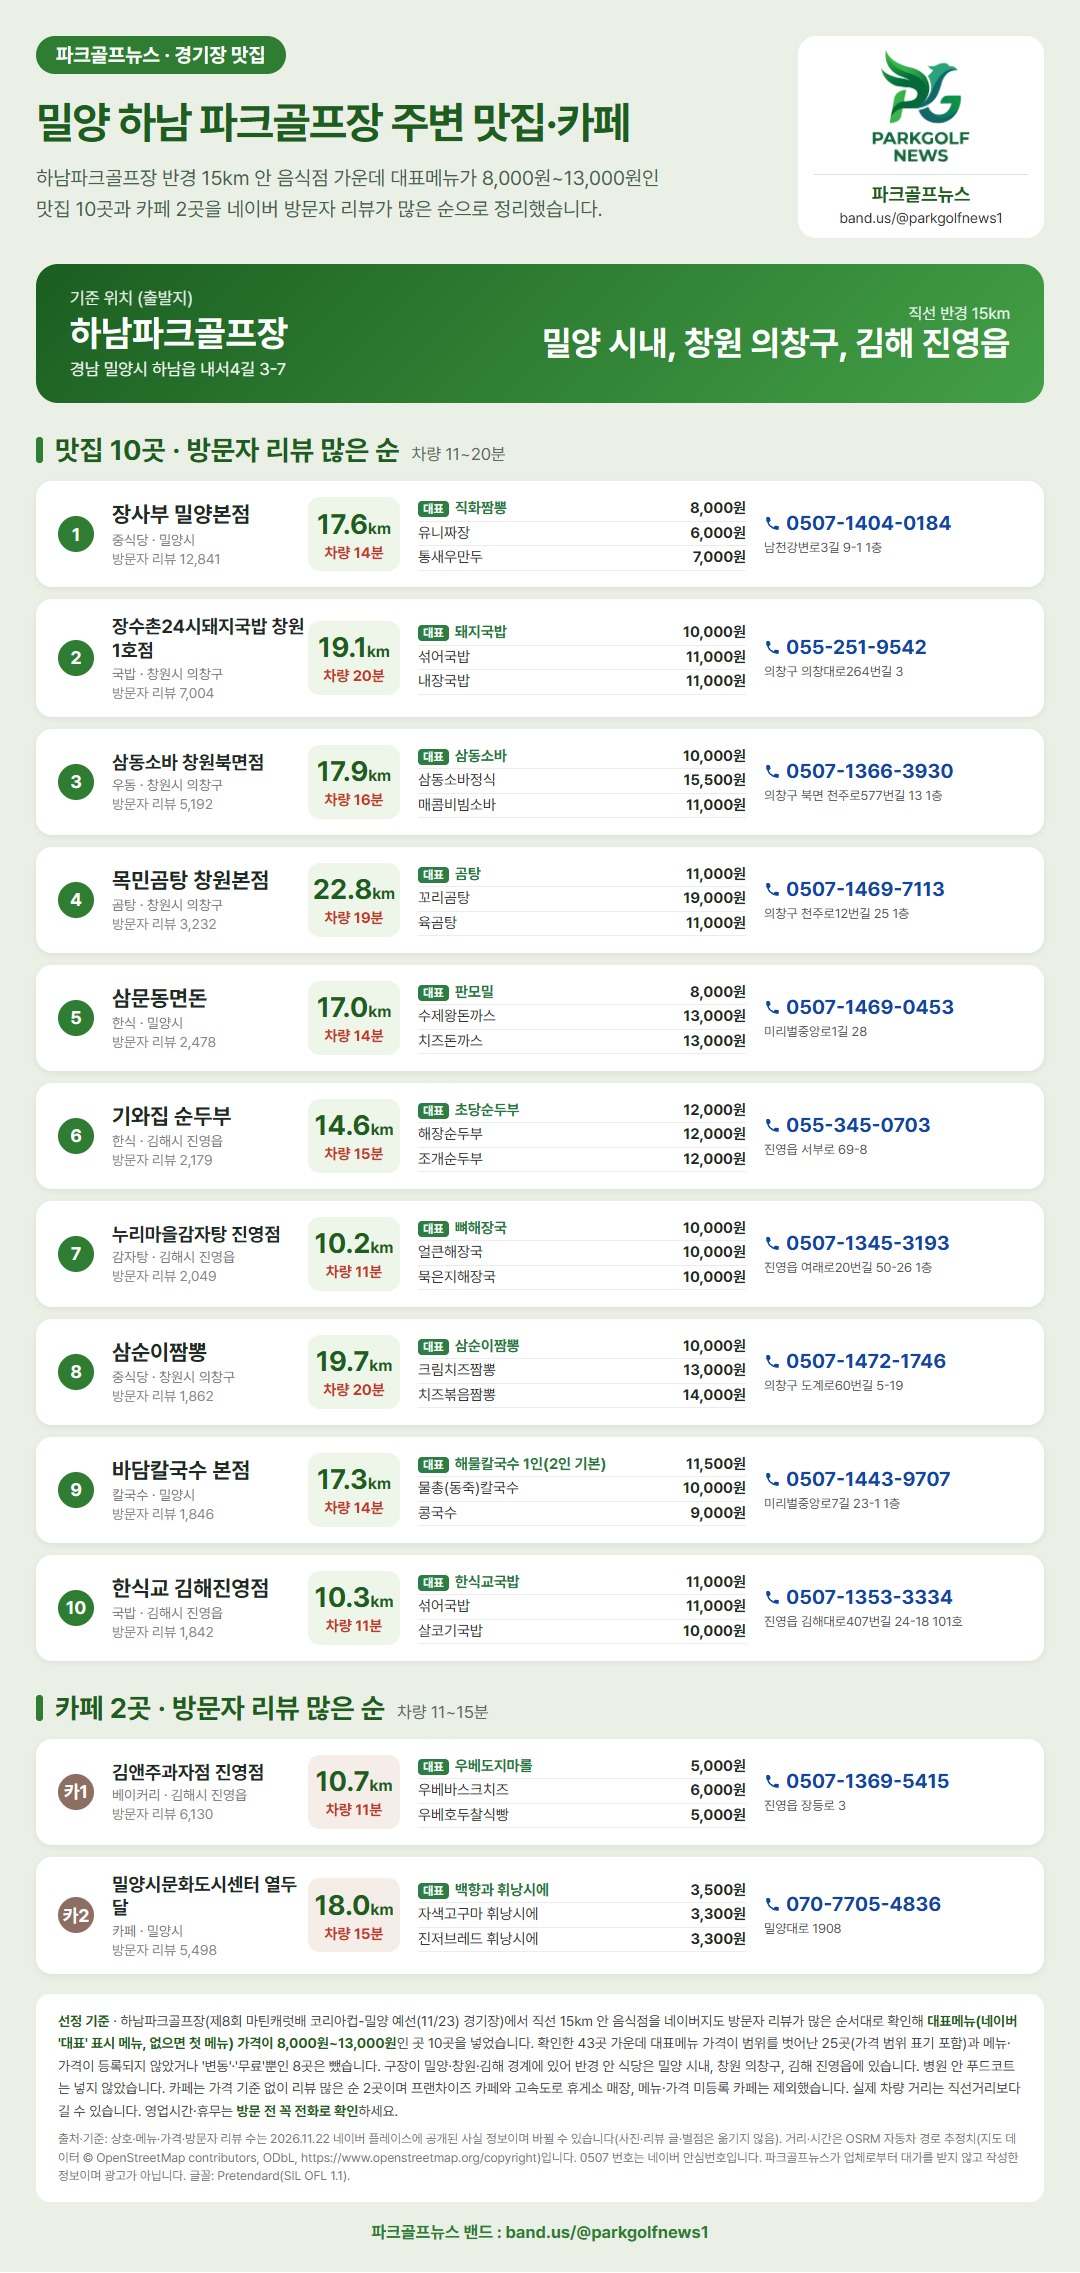 파크골프뉴스 · 경기장 맛집
밀양 하남 파크골프장 주변 맛집·카페
하남파크골프장 반경 15km 안 음식점 가운데 대표메뉴가 8,000원~13,000원인
맛집 10곳과 카페 2곳을 네이버 방문자 리뷰가 많은 순으로 정리했습니다.
PG
PARKGOLF
NEWS
파크골프뉴스
band.us/@parkgolfnews1
기준 위치 (출발지)
하남파크골프장
경남 밀양시 하남읍 내서4길 3-7
직선 반경 15km
밀양 시내, 창원 의창구, 김해 진영읍
맛집 10곳 · 방문자 리뷰 많은 순 차량 11~20분
1
장사부 밀양본점
중식당 · 밀양시
방문자 리뷰 12,841
17.6km
차량 14분
대표 직화짬뽕 8,000원
유니짜장 6,000원
통새우만두 7,000원
0507-1404-0184
남천강변로3길 9-1 1층
2
장수촌24시돼지국밥 창원
1호점
국밥 · 창원시 의창구
방문자 리뷰 7,004
19.1km
차량 20분
대표 돼지국밥 10,000원
섞어국밥 11,000원
내장국밥 11,000원
055-251-9542
의창구 의창대로264번길 3
3
삼동소바 창원북면점
우동 · 창원시 의창구
방문자 리뷰 5,192
17.9km
차량 16분
대표 삼동소바 10,000원
삼동소바정식 15,500원
매콤비빔소바 11,000원
0507-1366-3930
의창구 북면 천주로577번길 13 1층
4
목민곰탕 창원본점
곰탕 · 창원시 의창구
방문자 리뷰 3,232
22.8km
차량 19분
대표 곰탕 11,000원
꼬리곰탕 19,000원
육곰탕 11,000원
0507-1469-7113
의창구 천주로12번길 25 1층
5
삼문동면돈
한식 · 밀양시
방문자 리뷰 2,478
17.0km
차량 14분
대표 판모밀 8,000원
수제왕돈까스 13,000원
치즈돈까스 13,000원
0507-1469-0453
미리벌중앙로1길 28
6
기와집 순두부
한식 · 김해시 진영읍
방문자 리뷰 2,179
14.6km
차량 15분
대표 초당순두부 12,000원
해장순두부 12,000원
조개순두부 12,000원
055-345-0703
진영읍 서부로 69-8
7
누리마을감자탕 진영점
감자탕 · 김해시 진영읍
방문자 리뷰 2,049
10.2km
차량 11분
대표 뼈해장국 10,000원
얼큰해장국 10,000원
묵은지해장국 10,000원
0507-1345-3193
진영읍 여래로20번길 50-26 1층
8
삼순이짬뽕
중식당 · 창원시 의창구
방문자 리뷰 1,862
19.7km
차량 20분
대표 삼순이짬뽕 10,000원
크림치즈짬뽕 13,000원
치즈볶음짬뽕 14,000원
0507-1472-1746
의창구 도계로60번길 5-19
9
바담칼국수 본점
칼국수 · 밀양시
방문자 리뷰 1,846
17.3km
차량 14분
대표 해물칼국수 1인(2인 기본) 11,500원
물총(동죽)칼국수 10,000원
콩국수 9,000원
0507-1443-9707
미리벌중앙로7길 23-1 1층
10
한식교 김해진영점
국밥 · 김해시 진영읍
방문자 리뷰 1,842
10.3km
차량 11분
대표 한식교국밥 11,000원
섞어국밥 11,000원
살코기국밥 10,000원
0507-1353-3334
진영읍 김해대로407번길 24-18 101호
카페 2곳 · 방문자 리뷰 많은 순 차량 11~15분
카1
김앤주과자점 진영점
베이커리 · 김해시 진영읍
방문자 리뷰 6,130
10.7km
차량 11분
대표 우베도지마롤 5,000원
우베바스크치즈 6,000원
우베호두찰식빵 5,000원
0507-1369-5415
진영읍 장등로 3
카2
밀양시문화도시센터 열두
달
카페 · 밀양시
방문자 리뷰 5,498
18.0km
차량 15분
대표 백향과 휘낭시에 3,500원
자색고구마 휘낭시에 3,300원
진저브레드 휘낭시에 3,300원
070-7705-4836
밀양대로 1908
선정 기준 · 하남파크골프장(제8회 마틴캐럿배 코리아컵-밀양 예선(11/23) 경기장)에서 직선 15km 안 음식점을 네이버지도 방문자 리뷰가 많은 순서대로 확인해 대표메뉴(네이버
'대표' 표시 메뉴, 없으면 첫 메뉴) 가격이 8,000원~13,000원인 곳 10곳을 넣었습니다. 확인한 43곳 가운데 대표메뉴 가격이 범위를 벗어난 25곳(가격 범위 표기 포함)과 메뉴·
가격이 등록되지 않았거나 '변동'·'무료'뿐인 8곳은 뺐습니다. 구장이 밀양·창원·김해 경계에 있어 반경 안 식당은 밀양 시내, 창원 의창구, 김해 진영읍에 있습니다. 병원 안 푸드코트
는 넣지 않았습니다. 카페는 가격 기준 없이 리뷰 많은 순 2곳이며 프랜차이즈 카페와 고속도로 휴게소 매장, 메뉴·가격 미등록 카페는 제외했습니다. 실제 차량 거리는 직선거리보다
길 수 있습니다. 영업시간·휴무는 방문 전 꼭 전화로 확인하세요.
출처·기준: 상호·메뉴·가격·방문자 리뷰 수는 2026.11.22 네이버 플레이스에 공개된 사실 정보이며 바뀔 수 있습니다(사진·리뷰 글·별점은 옮기지 않음). 거리·시간은 OSRM 자동차 경로 추정치(지도 데
이터 © OpenStreetMap contributors, ODbL, https://www.openstreetmap.org/copyright)입니다. 0507 번호는 네이버 안심번호입니다. 파크골프뉴스가 업체로부터 대가를 받지 않고 작성한
정보이며 광고가 아닙니다. 글꼴: Pretendard(SIL OFL 1.1).
파크골프뉴스 밴드 : band.us/@parkgolfnews1